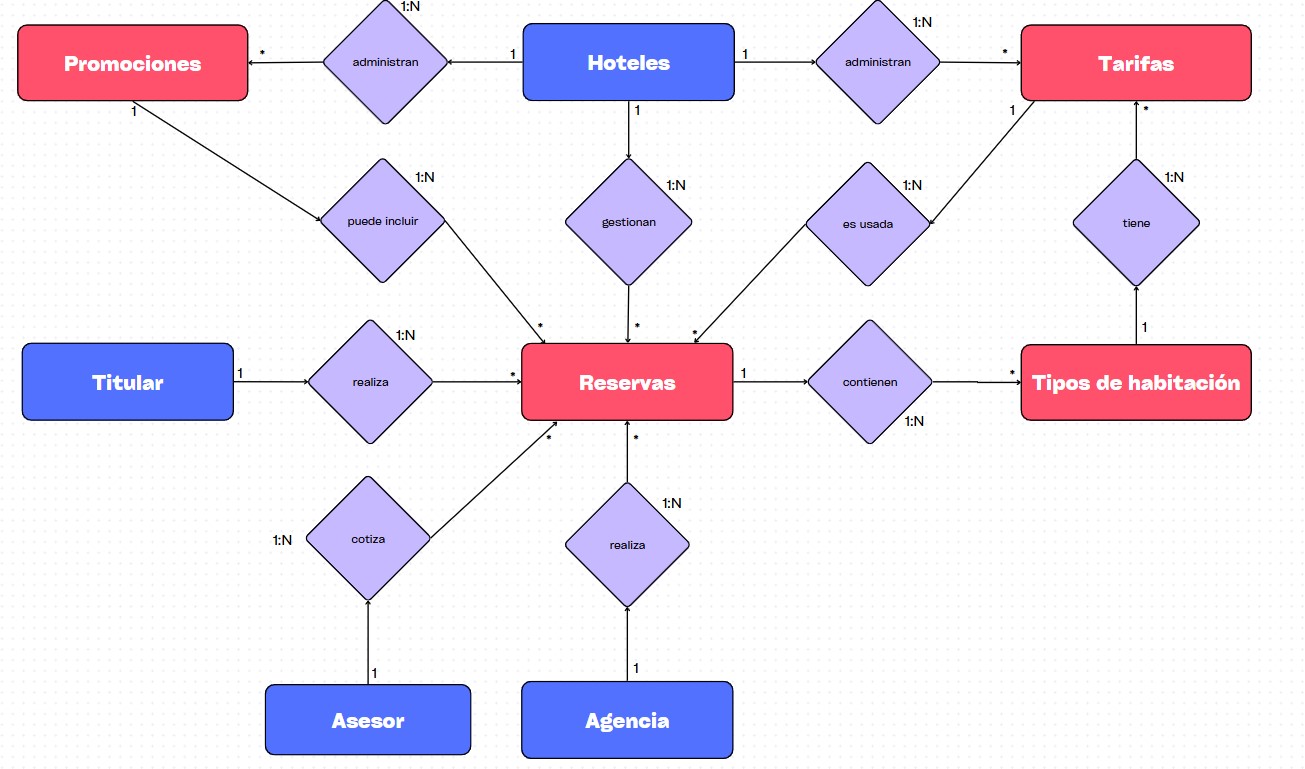 1:N
1:N
Promociones
*
administran
1
Hoteles
1
administran
*
Tarifas
1
1
1
*
1:N
1:N
1:N
1:N
puede incluir
gestionan
es usada
tiene
*
*
*
1
1:N
Titular
1
realiza
*
Reservas
1
contienen
*
Tipos de habitación
1:N
*
*
1:N
1:N
cotiza
realiza
1
1
Asesor
Agencia